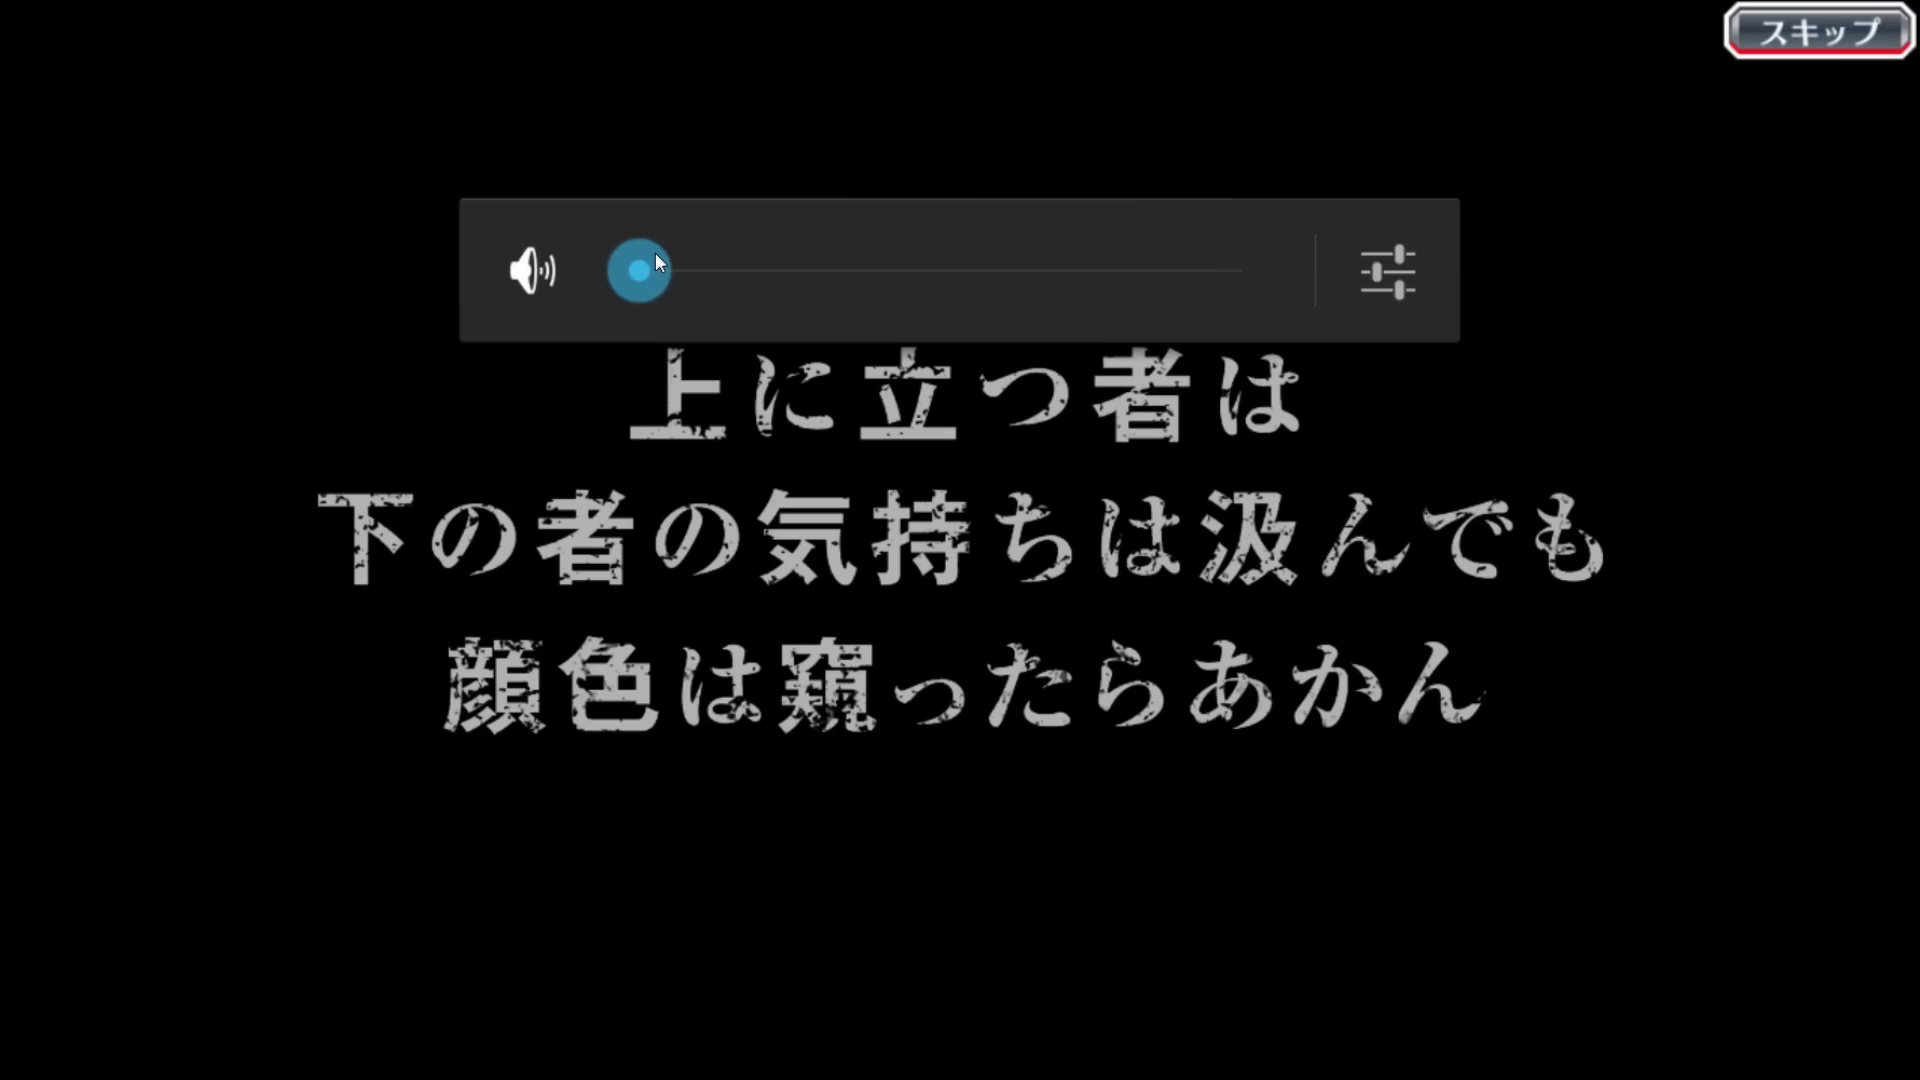 スキップ
上に立つ者は
下の者の気持ちは汲んでも
顔色は窺ったらあかん